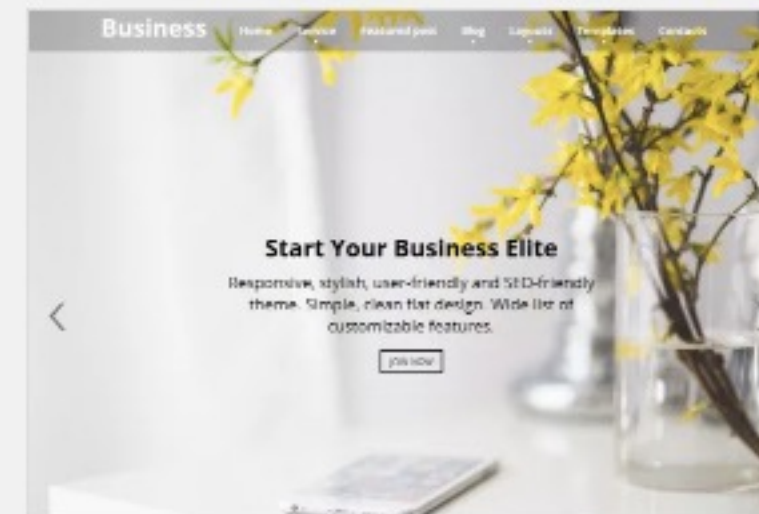 Business Home Service Featured post Blog Layouts Templates Contacts
Start Your Business Elite
Responsive, stylish, user-friendly and SEO-friendly
theme. Simple, clean flat design. Wide list of
customizable features.
JOIN NOW